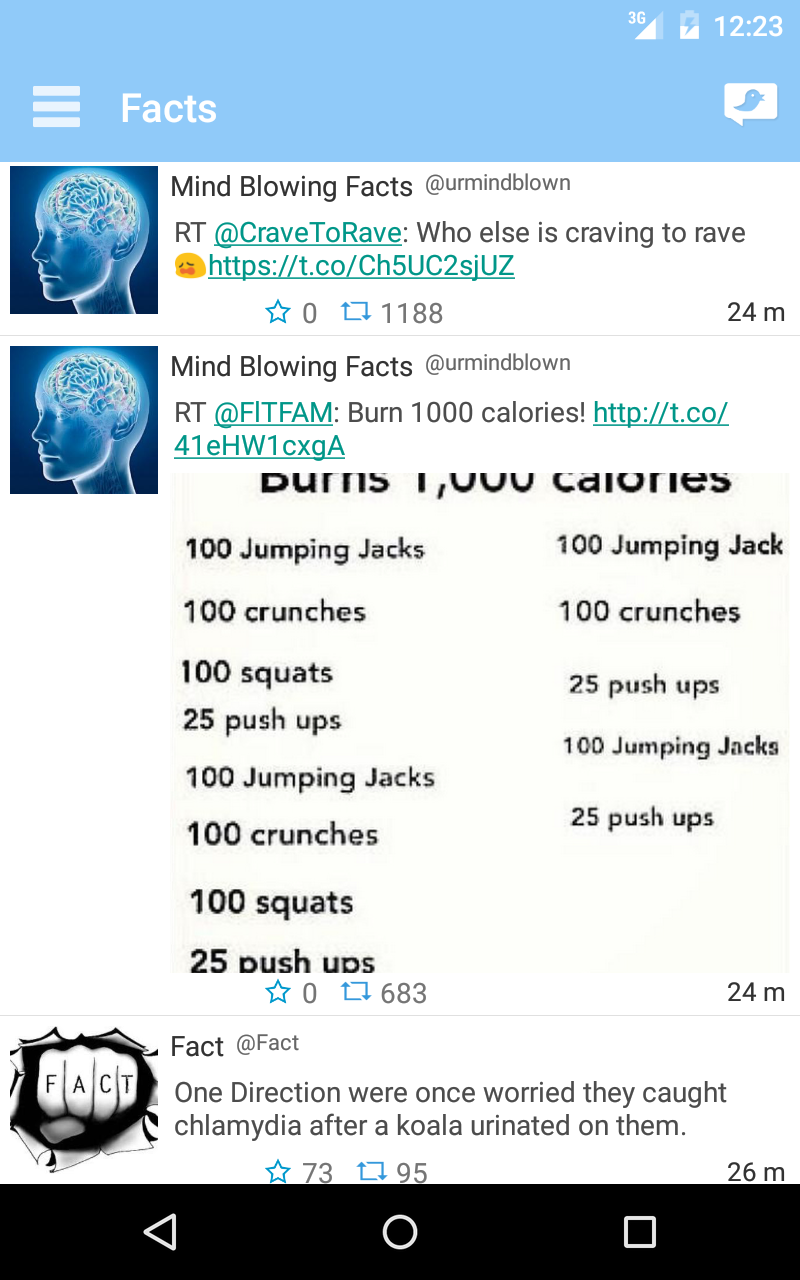 3G 12:23
Facts
Mind Blowing Facts @urmindblown
RT @CraveToRave: Who else is craving to rave
https://t.co/Ch5UC2sjUZ
0 1188 24 m
Mind Blowing Facts @urmindblown
RT @FlTFAM: Burn 1000 calories! http://t.co/
41eHW1cxgA
Burns 1,000 calories
100 Jumping Jacks
100 crunches
100 squats
25 push ups
100 Jumping Jacks
100 crunches
100 squats
25 push ups
100 Jumping Jack
100 crunches
25 push ups
100 Jumping Jacks
25 push ups
0 683 24 m
FACT
Fact @Fact
One Direction were once worried they caught
chlamydia after a koala urinated on them.
73 95 26 m